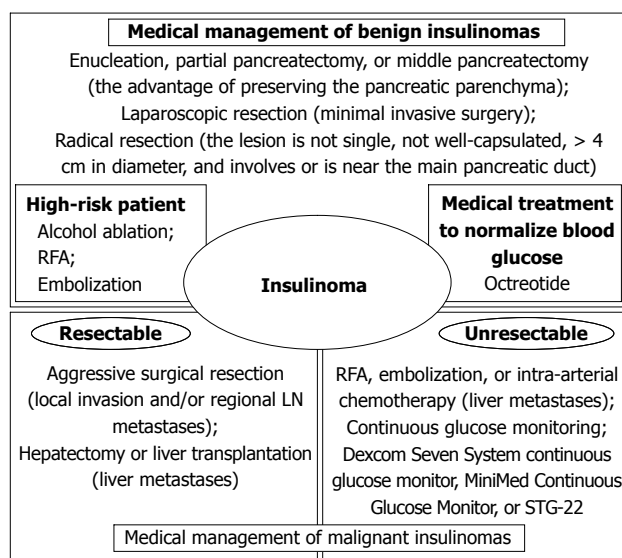 Medical management of benign insulinomas
Enucleation, partial pancreatectomy, or middle pancreatectomy
(the advantage of preserving the pancreatic parenchyma);
Laparoscopic resection (minimal invasive surgery);
Radical resection (the lesion is not single, not well-capsulated, > 4
cm in diameter, and involves or is near the main pancreatic duct)
High-risk patient
Alcohol ablation;
RFA;
Embolization
Medical treatment
to normalize blood
glucose
Octreotide
Insulinoma
Resectable
Aggressive surgical resection
(local invasion and/or regional LN
metastases);
Hepatectomy or liver transplantation
(liver metastases)
Unresectable
RFA, embolization, or intra-arterial
chemotherapy (liver metastases);
Continuous glucose monitoring;
Dexcom Seven System continuous
glucose monitor, MiniMed Continuous
Glucose Monitor, or STG-22
Medical management of malignant insulinomas